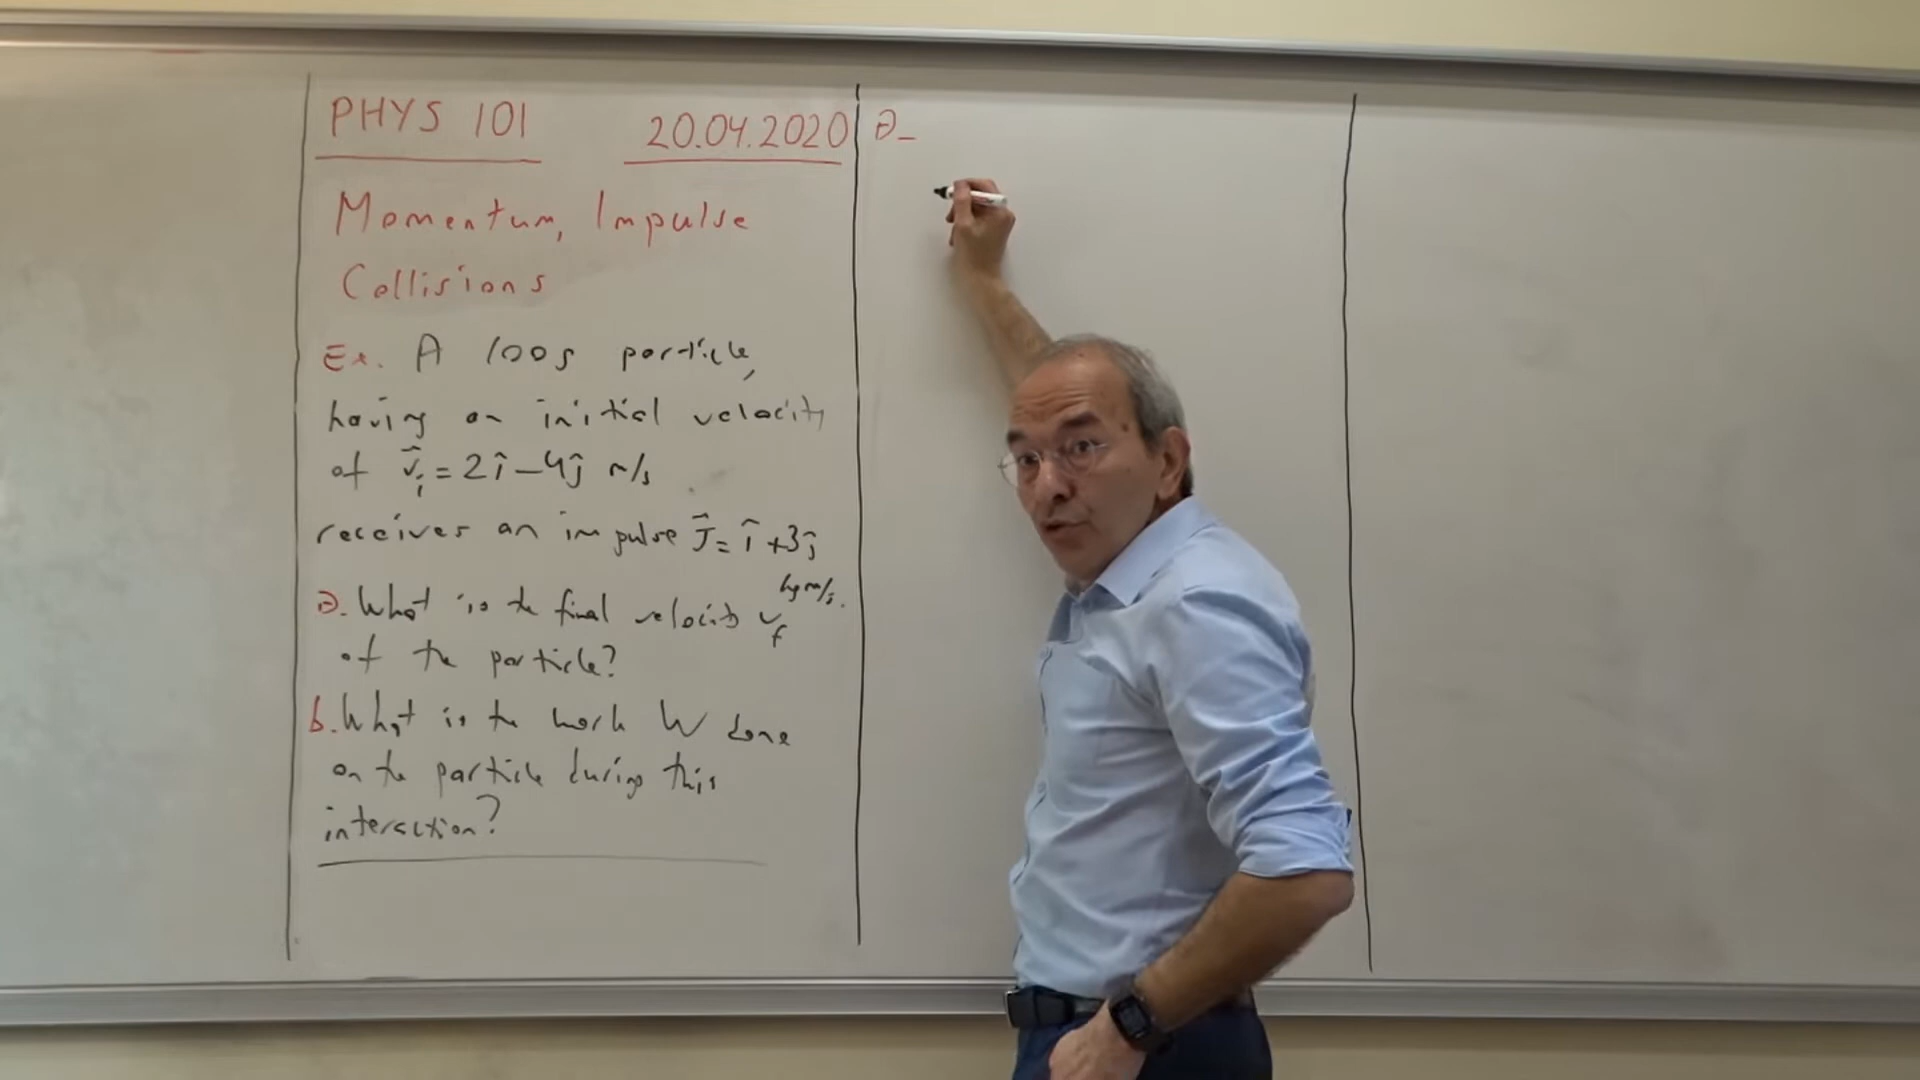 PHYS 101 20.04.2020
Momentum, Impulse
Collisions
Ex. A 100g particle,
having an initial velocity
of v⃗ᵢ = 2î – 4ĵ m/s
receives an impulse J⃗ = î + 3ĵ
kg m/s.
a. What is the final velocity v_f
of the particle?
b. What is the work W done
on the particle during this
interaction?
a–